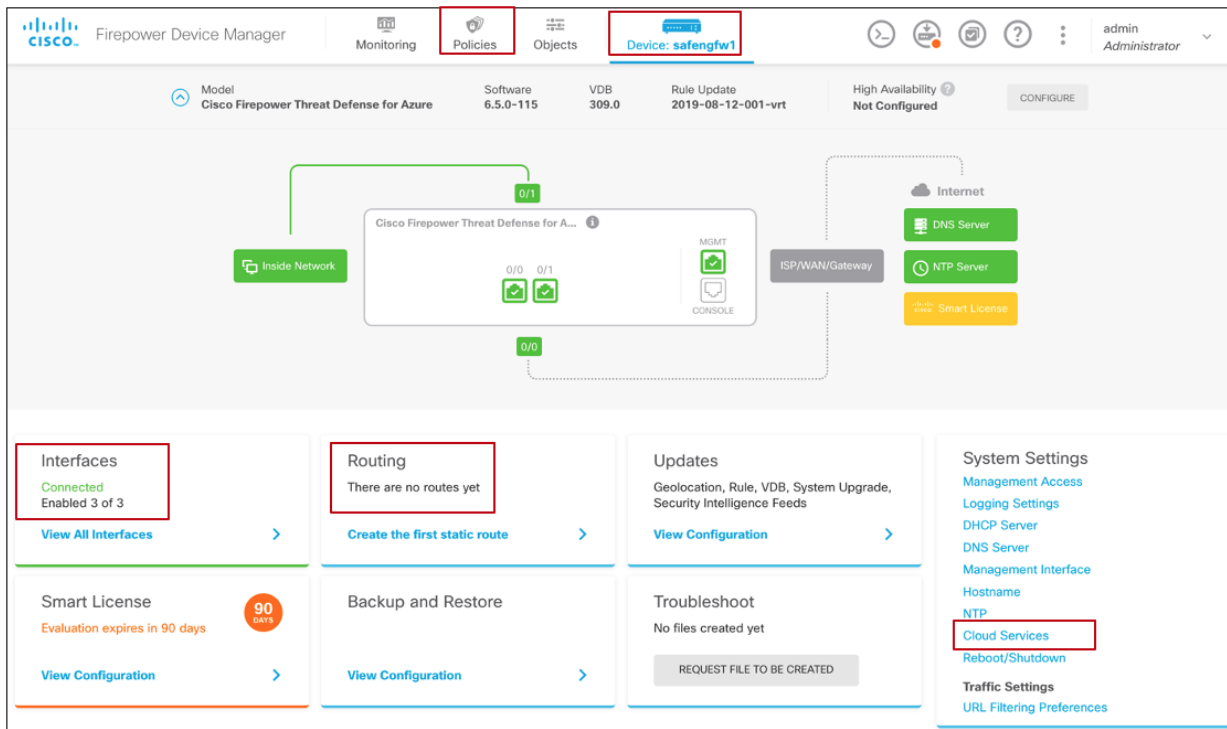 CISCO
Firepower Device Manager
Monitoring
Policies
Objects
Device: safengfw1
admin
Administrator
Model
Cisco Firepower Threat Defense for Azure
Software
6.5.0-115
VDB
309.0
Rule Update
2019-08-12-001-vrt
High Availability
Not Configured
CONFIGURE
0/1
Internet
Cisco Firepower Threat Defense for A...
DNS Server
MGMT
Inside Network
0/0 0/1
ISP/WAN/Gateway
NTP Server
CONSOLE
CISCO
Smart License
0/0
Interfaces
Connected
Enabled 3 of 3
View All Interfaces
Routing
There are no routes yet
Create the first static route
Updates
Geolocation, Rule, VDB, System Upgrade,
Security Intelligence Feeds
View Configuration
Smart License
Evaluation expires in 90 days
90
DAYS
View Configuration
Backup and Restore
View Configuration
Troubleshoot
No files created yet
REQUEST FILE TO BE CREATED
System Settings
Management Access
Logging Settings
DHCP Server
DNS Server
Management Interface
Hostname
NTP
Cloud Services
Reboot/Shutdown
Traffic Settings
URL Filtering Preferences